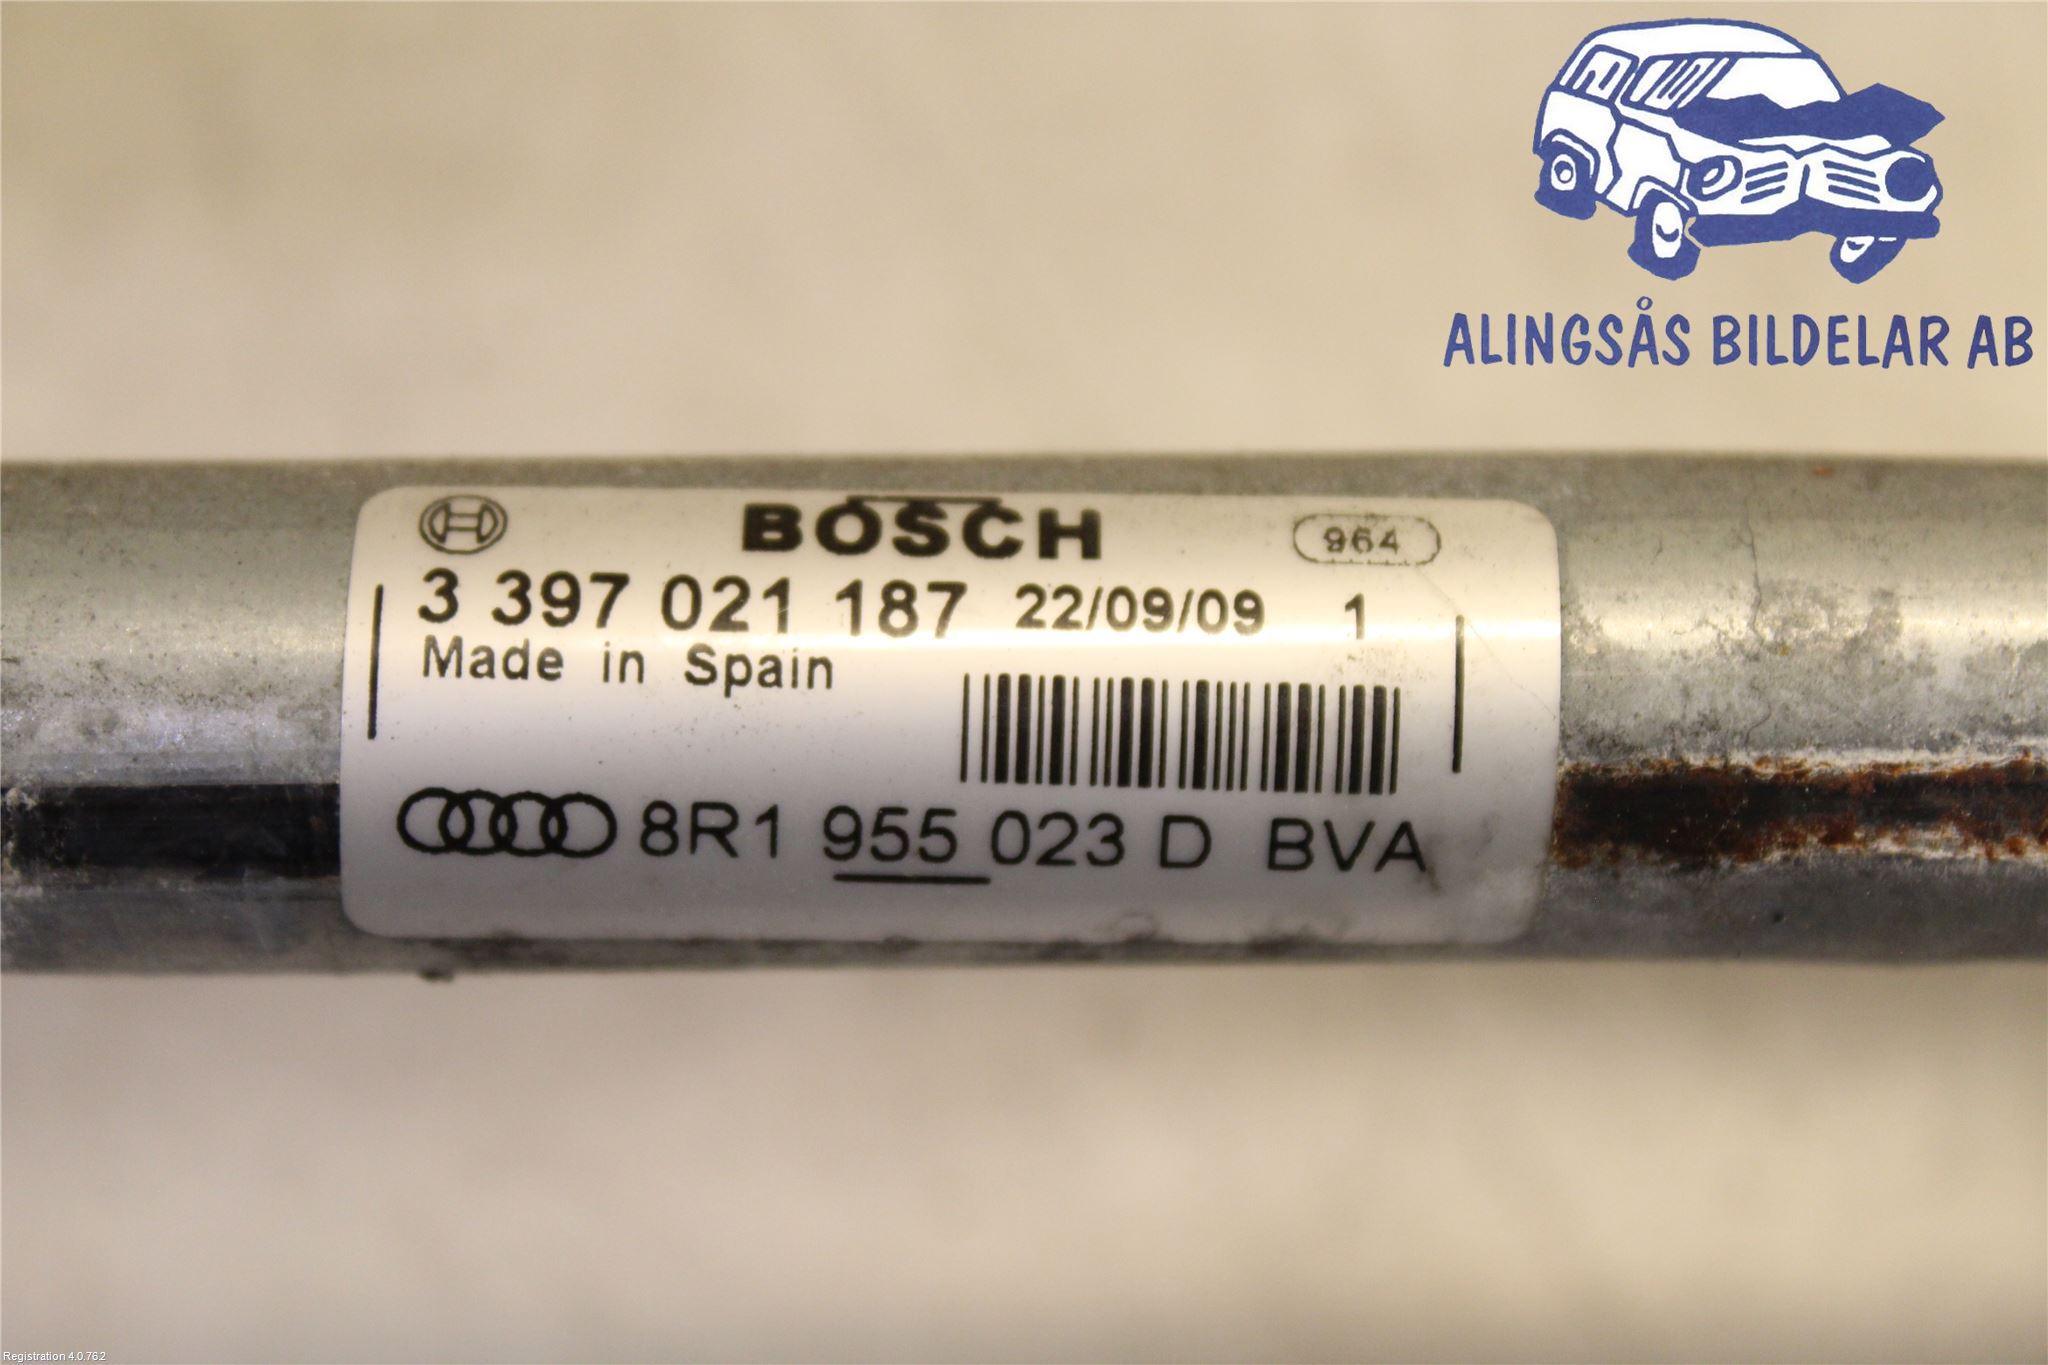 ALINGSÅS BILDELAR AB
BOSCH 964
3 397 021 187 22/09/09 1
Made in Spain
8R1 955 023 D BVA
Registration 4.0.762